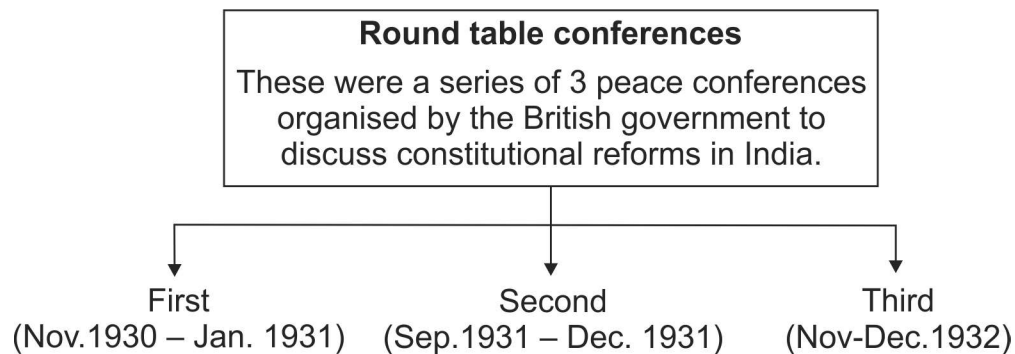 Round table conferences
These were a series of 3 peace conferences
organised by the British government to
discuss constitutional reforms in India.
First
(Nov.1930 – Jan. 1931)
Second
(Sep.1931 – Dec. 1931)
Third
(Nov-Dec.1932)